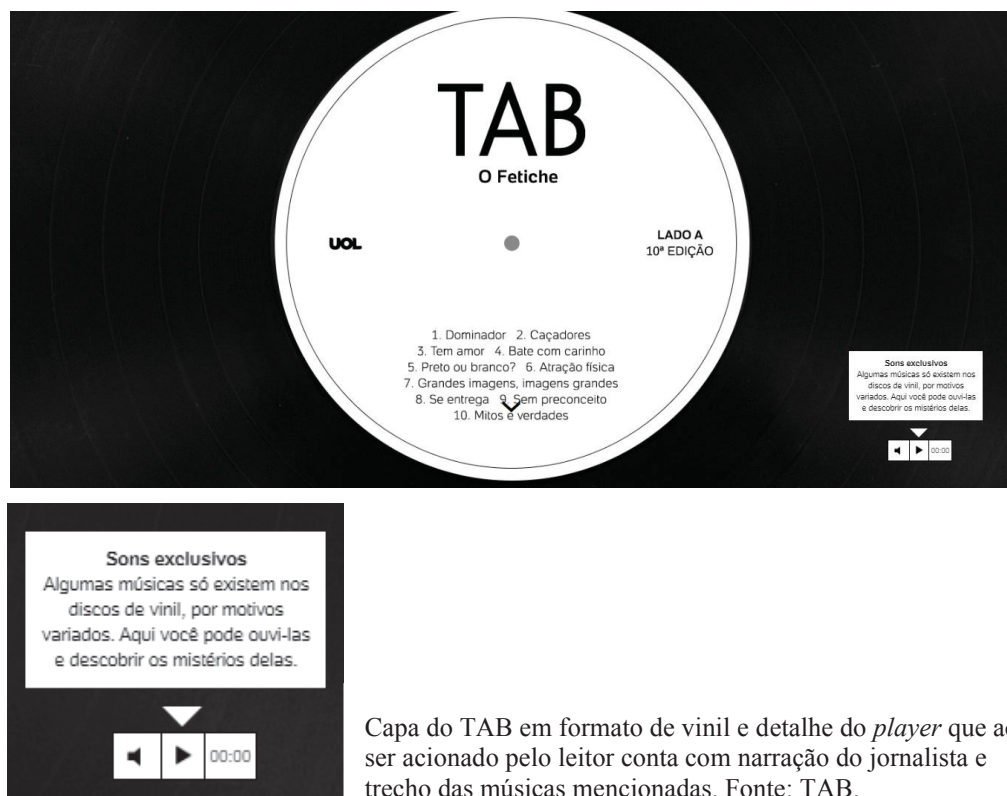 TAB
O Fetiche
UOL
LADO A
10ª EDIÇÃO
1. Dominador 2. Caçadores
3. Tem amor 4. Bate com carinho
5. Preto ou branco? 6. Atração física
7. Grandes imagens, imagens grandes
8. Se entrega 9. Sem preconceito
10. Mitos e verdades
Sons exclusivos
Algumas músicas só existem nos
discos de vinil, por motivos
variados. Aqui você pode ouvi-las
e descobrir os mistérios delas.
00:00
Sons exclusivos
Algumas músicas só existem nos
discos de vinil, por motivos
variados. Aqui você pode ouvi-las
e descobrir os mistérios delas.
00:00
Capa do TAB em formato de vinil e detalhe do player que ao
ser acionado pelo leitor conta com narração do jornalista e
trecho das músicas mencionadas. Fonte: TAB.